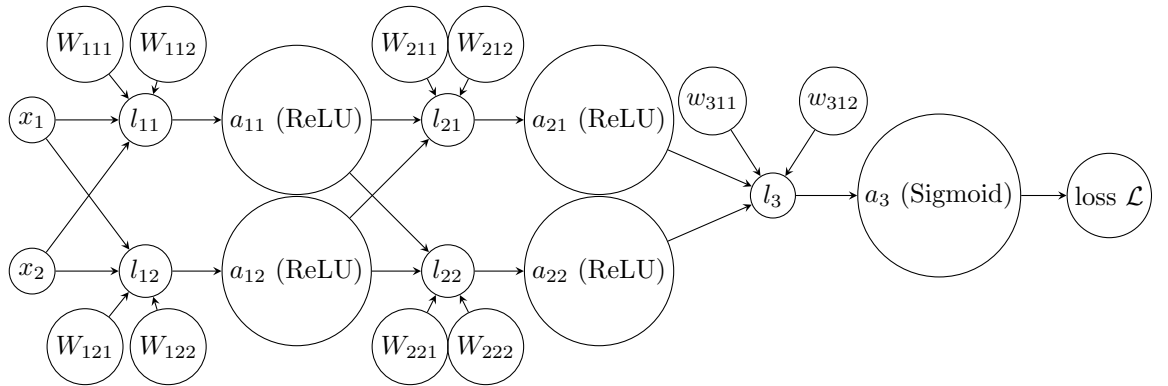 W₁₁₁ W₁₁₂ W₂₁₁ W₂₁₂
w₃₁₁ w₃₁₂
x₁ l₁₁ a₁₁ (ReLU) l₂₁ a₂₁ (ReLU)
l₃ a₃ (Sigmoid) loss ℒ
x₂ l₁₂ a₁₂ (ReLU) l₂₂ a₂₂ (ReLU)
W₁₂₁ W₁₂₂ W₂₂₁ W₂₂₂